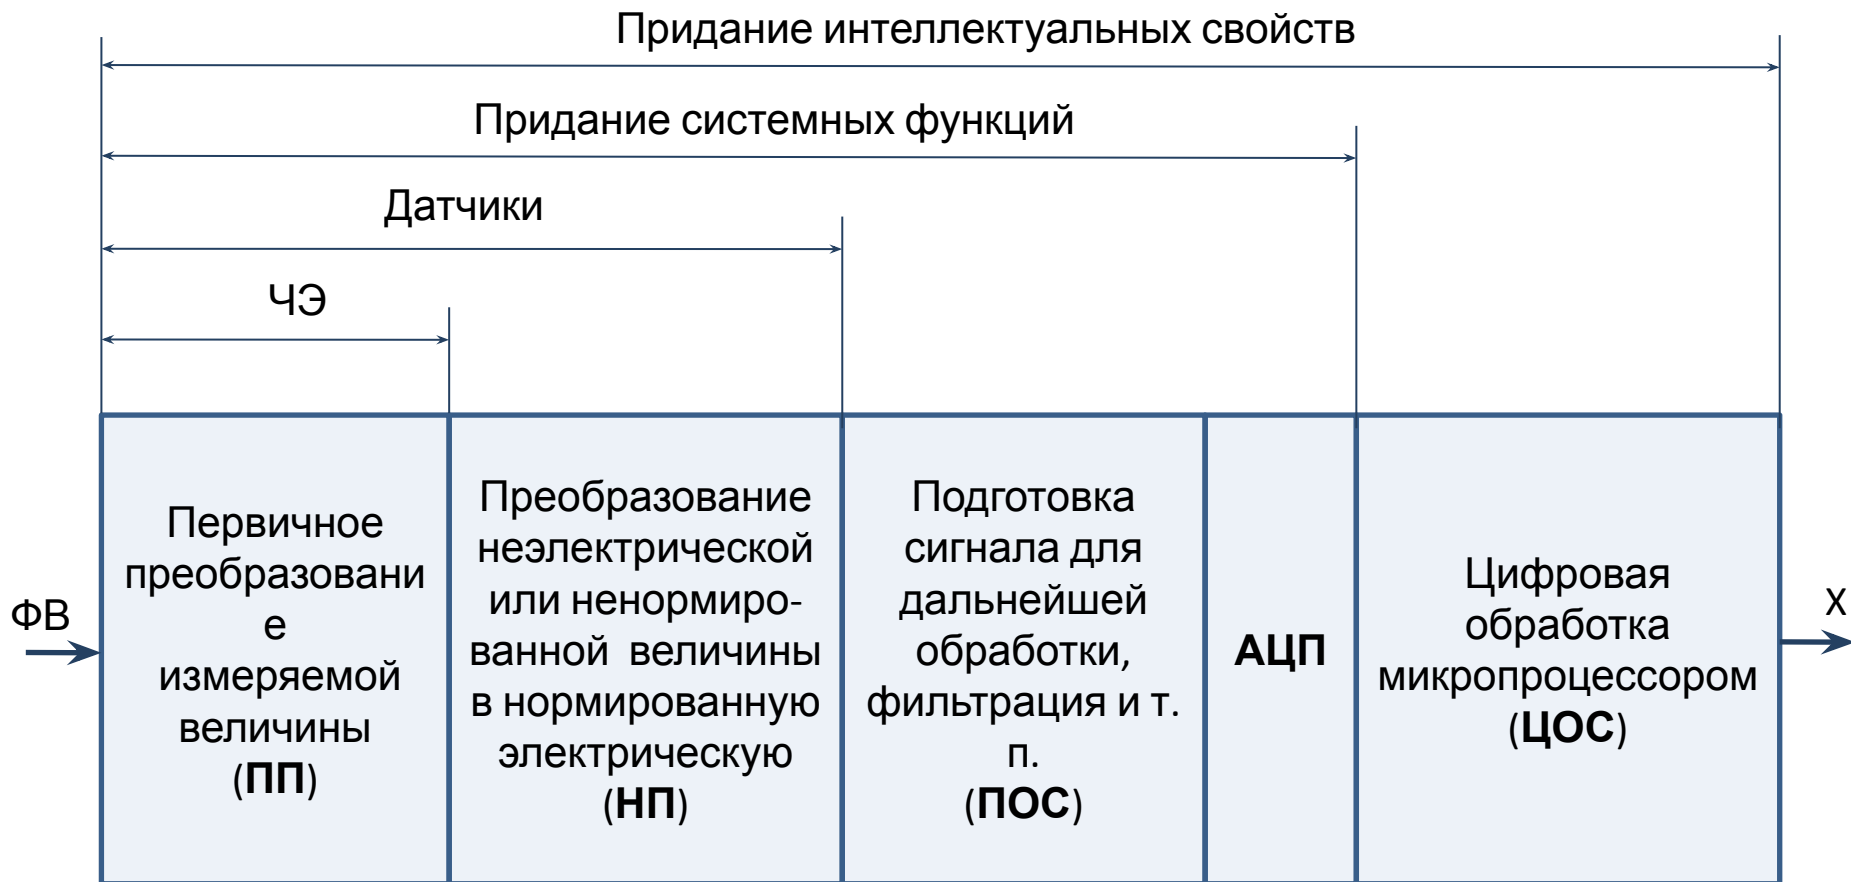 Придание интеллектуальных свойств
Придание системных функций
Датчики
ЧЭ
ФВ
Первичное
преобразовани
е
измеряемой
величины
(ПП)
Преобразование
неэлектрической
или ненормиро-
ванной величины
в нормированную
электрическую
(НП)
Подготовка
сигнала для
дальнейшей
обработки,
фильтрация и т.
п.
(ПОС)
АЦП
Цифровая
обработка
микропроцессором
(ЦОС)
X